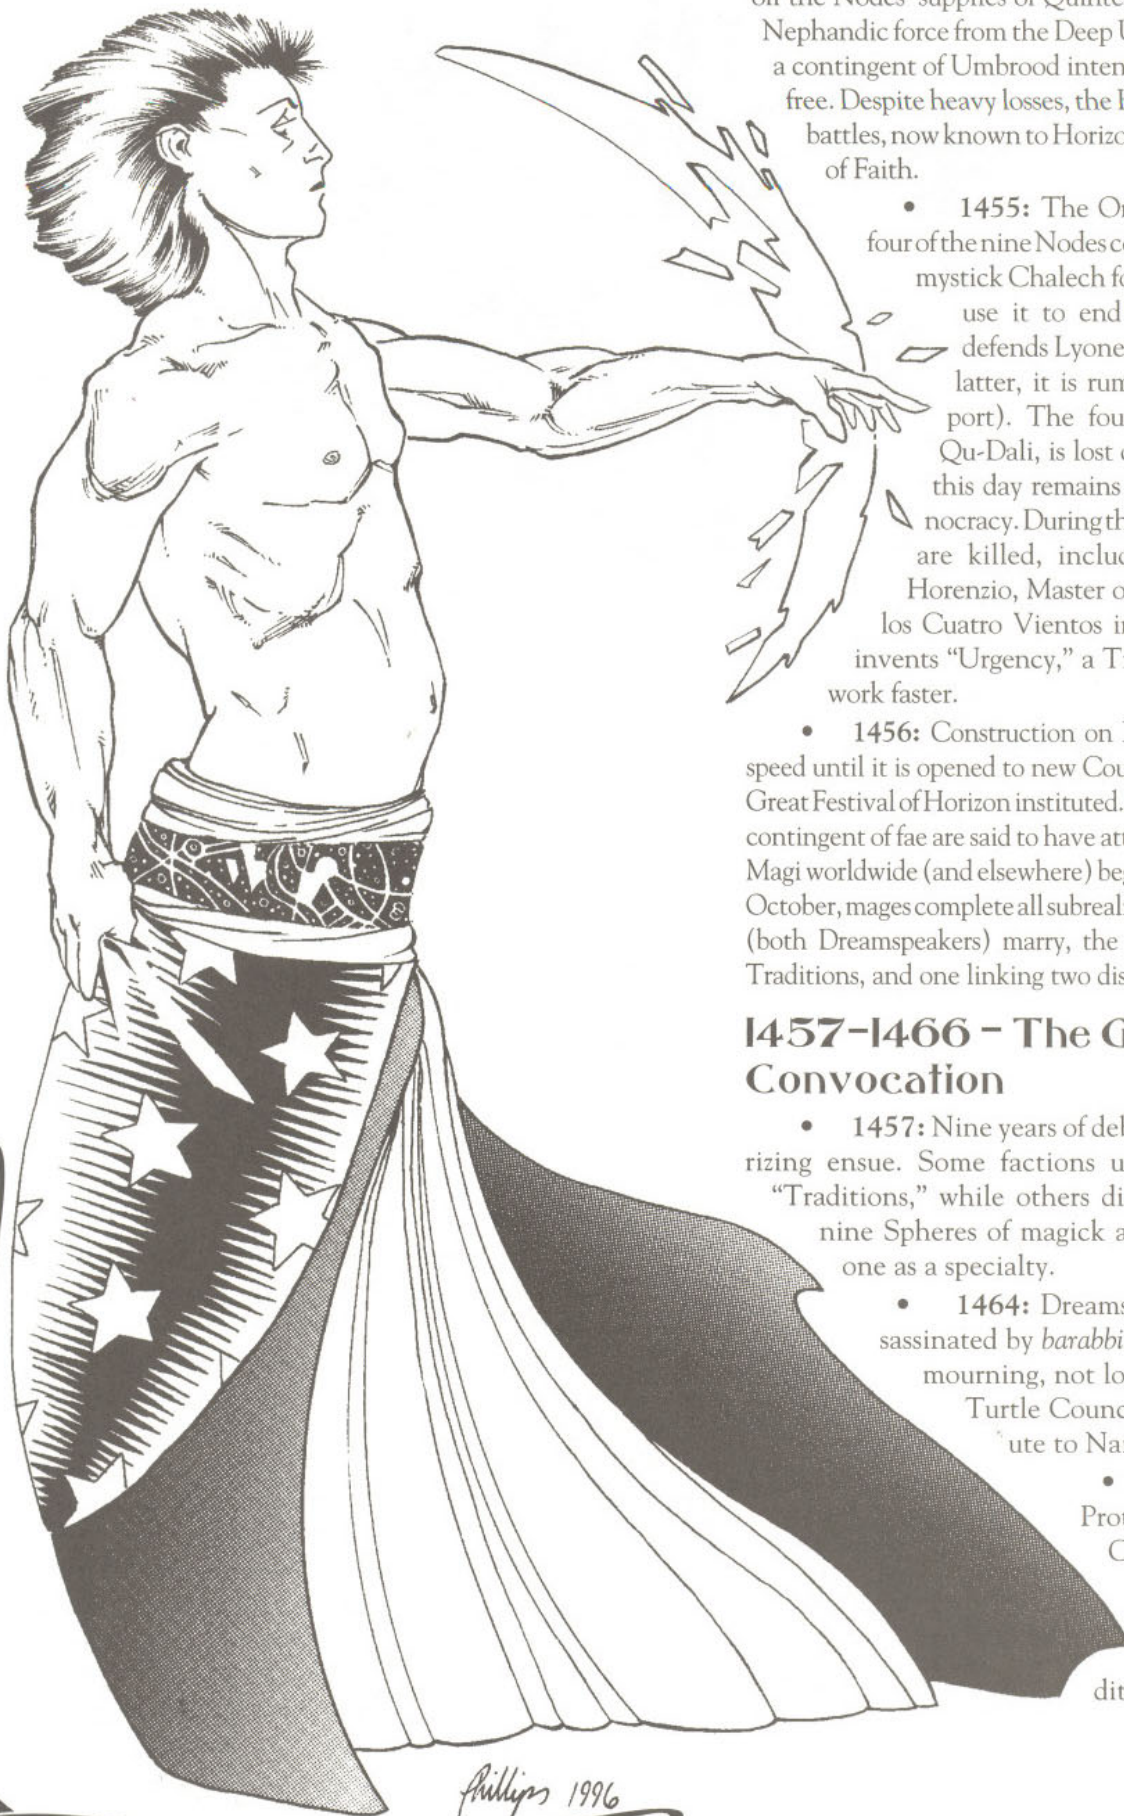 on the Nodes' supplies of Quinte
Nephandic force from the Deep U
a contingent of Umbrood inten
free. Despite heavy losses, the
battles, now known to Horizo
of Faith.
• 1455: The Or
four of the nine Nodes co
mystick Chalech fo
use it to end
defends Lyone
latter, it is rum
port). The fou
Qu-Dali, is lost
this day remains
nocracy. During th
are killed, includ
Horenzio, Master o
los Cuatro Vientos in
invents “Urgency,” a T
work faster.
• 1456: Construction on
speed until it is opened to new Cou
Great Festival of Horizon instituted.
contingent of fae are said to have att
Magi worldwide (and elsewhere) beg
October, mages complete all subreal
(both Dreamspeakers) marry, the
Traditions, and one linking two dis
1457–1466 – The G
Convocation
• 1457: Nine years of deb
rizing ensue. Some factions u
“Traditions,” while others di
nine Spheres of magick a
one as a specialty.
• 1464: Dreams
sassinated by barabbi
mourning, not lo
Turtle Counc
ute to Na
•
Prot
C
dit
Phillips 1996